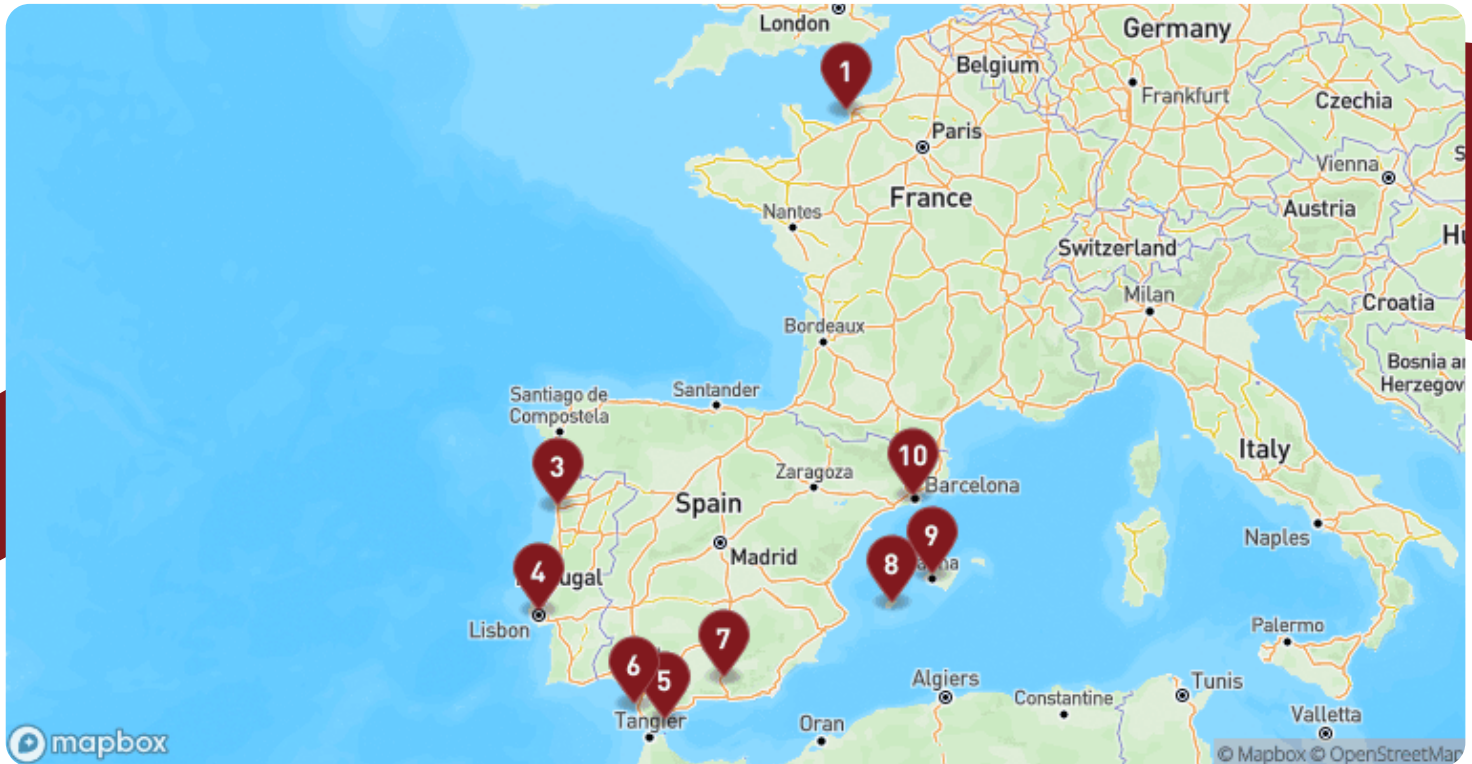 London
Germany
1
Belgium
Frankfurt
Czechia
Paris
Vienna
France
Nantes
Austria
Switzerland
Milan
Croatia
Bordeaux
Bosnia
Santiago de
Compostela
Santander
Italy
3
10
Zaragoza
Barcelona
Spain
Naples
9
Madrid
8
4
Lisbon
7
Palermo
6
5
Algiers
Tunis
Constantine
Tangier
Oran
Valletta
mapbox
© Mapbox © OpenStreetMap